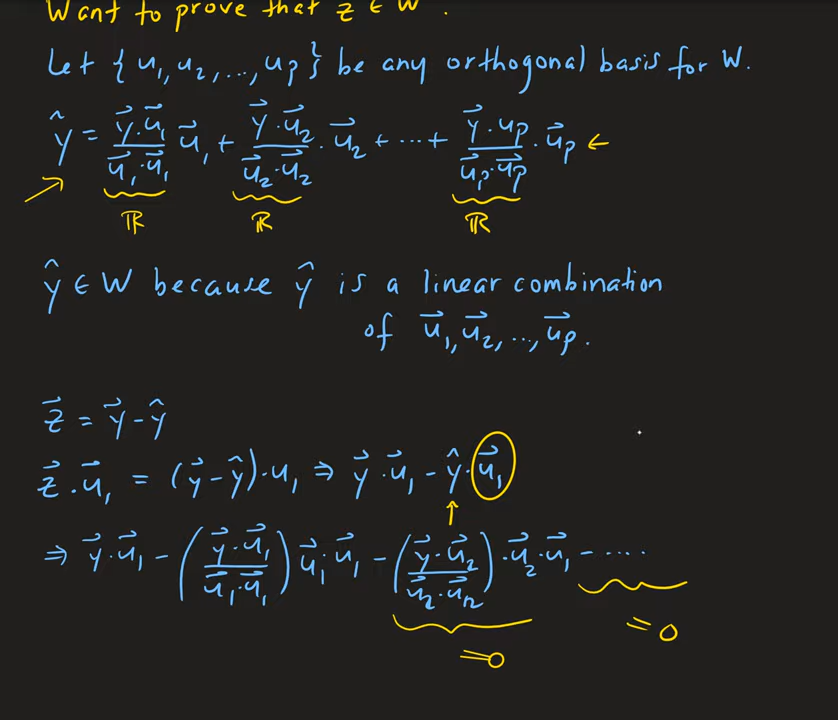 Want to prove that z ∈ W⊥.
Let {u₁, u₂, ..., uₚ} be any orthogonal basis for W.
ŷ = (y⃗·u⃗₁)/(u⃗₁·u⃗₁) u⃗₁ + (y⃗·u⃗₂)/(u⃗₂·u⃗₂) · u⃗₂ + ... + (y⃗·uₚ)/(u⃗ₚ·u⃗ₚ) · u⃗ₚ ←
ℝ ℝ ℝ
ŷ ∈ W because ŷ is a linear combination
of u⃗₁, u⃗₂, ..., u⃗ₚ.
z⃗ = y⃗ - ŷ
z⃗·u⃗₁ = (y⃗ - ŷ)·u₁ ⇒ y⃗·u⃗₁ - ŷ·u⃗₁
⇒ y⃗·u⃗₁ - ((y⃗·u⃗₁)/(u⃗₁·u⃗₁)) u⃗₁·u⃗₁ - ((y⃗·u⃗₂)/(u⃗₂·u⃗₂)) · u⃗₂·u⃗₁ - ....
= 0
= 0